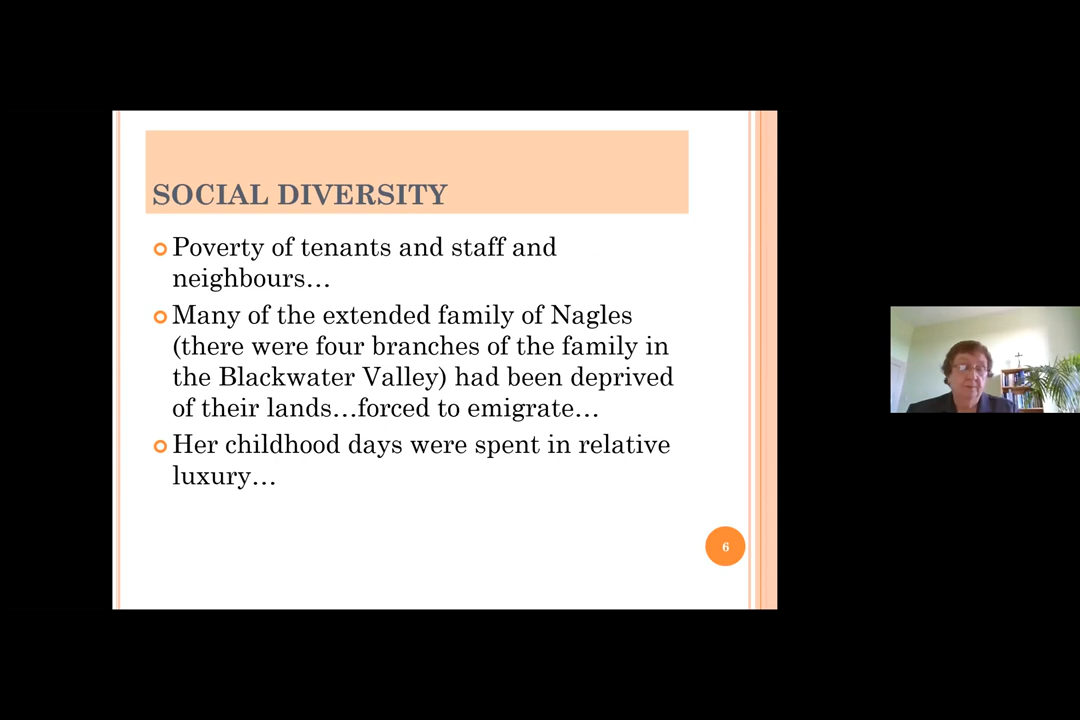 SOCIAL DIVERSITY
Poverty of tenants and staff and
neighbours…
Many of the extended family of Nagles
(there were four branches of the family in
the Blackwater Valley) had been deprived
of their lands…forced to emigrate…
Her childhood days were spent in relative
luxury…
6